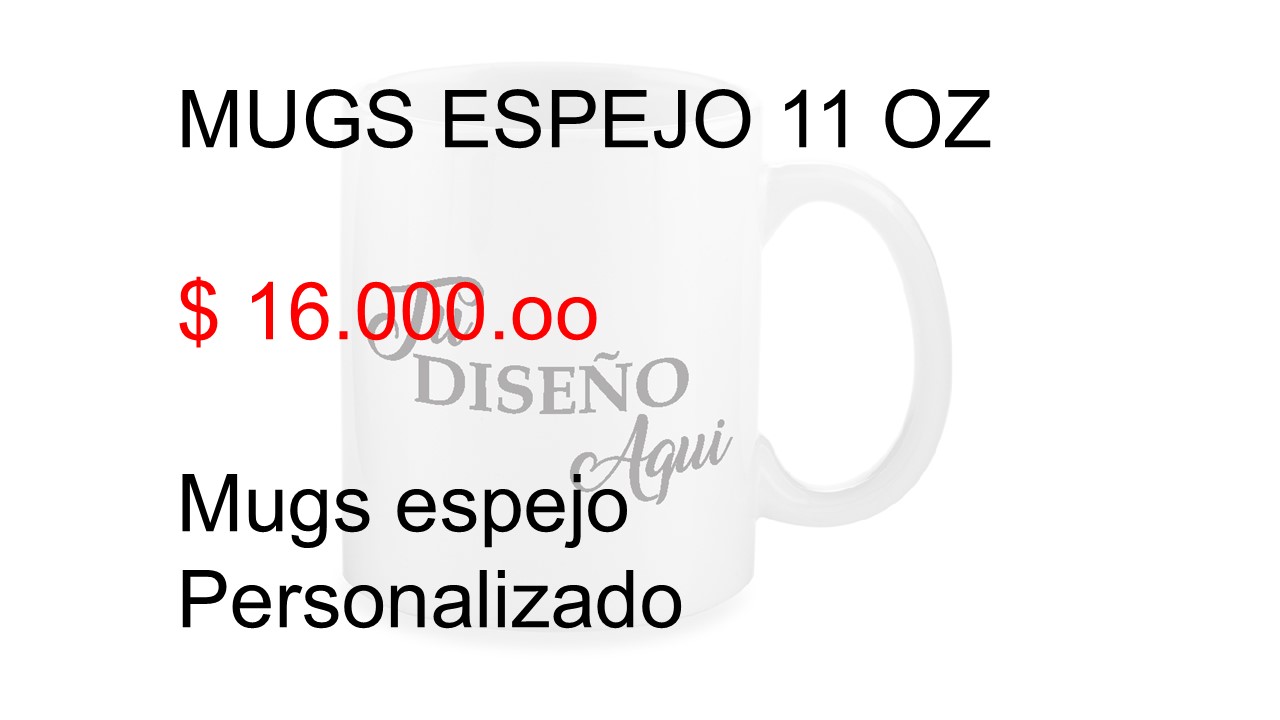 MUGS ESPEJO 11 OZ
$ 16.000.oo
Tu
DISEÑO
Aqui
Mugs espejo
Personalizado